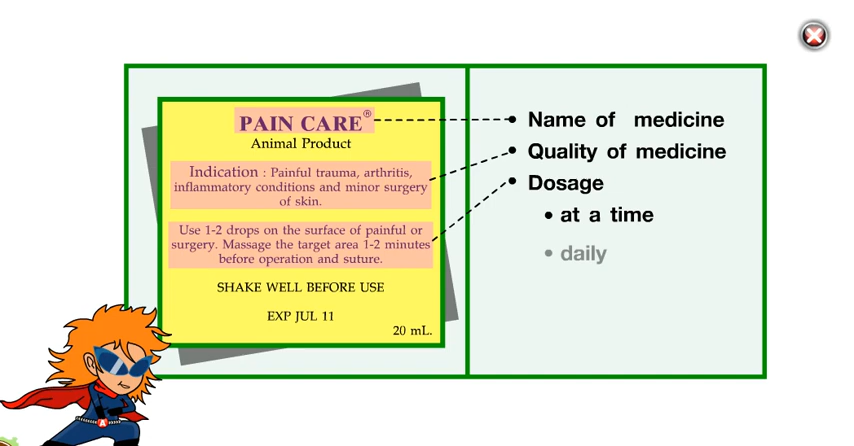 PAIN CARE®
Animal Product
Indication : Painful trauma, arthritis,
inflammatory conditions and minor surgery
of skin.
Use 1-2 drops on the surface of painful or
surgery. Massage the target area 1-2 minutes
before operation and suture.
SHAKE WELL BEFORE USE
EXP JUL 11
20 mL.
• Name of medicine
• Quality of medicine
• Dosage
• at a time
• daily
A